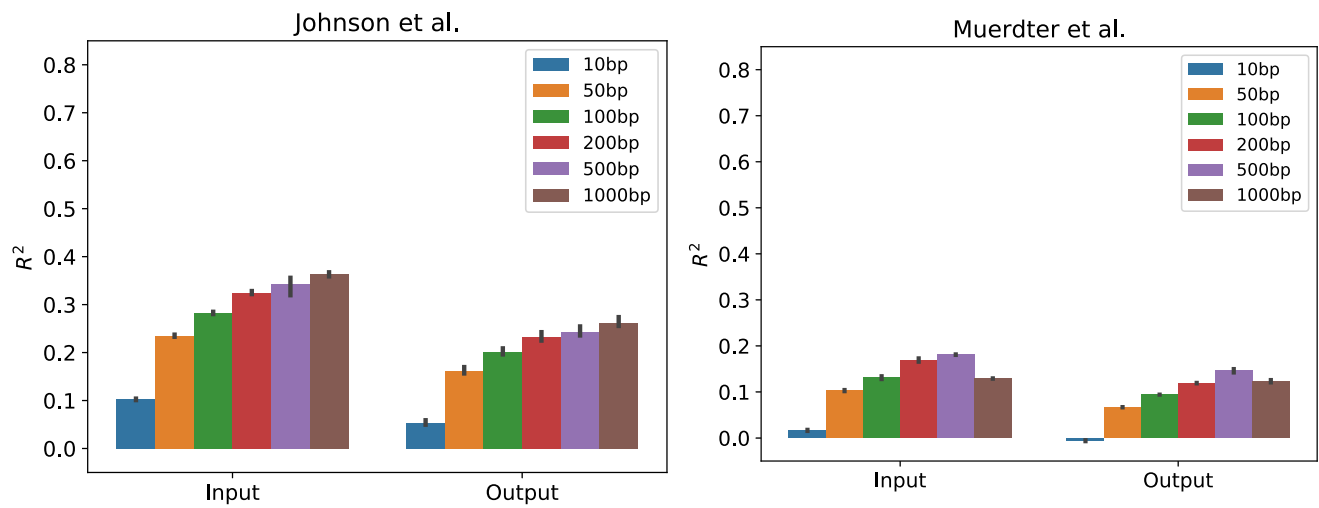 Johnson et al.
R²
0.8
0.7
0.6
0.5
0.4
0.3
0.2
0.1
0.0
10bp
50bp
100bp
200bp
500bp
1000bp
Input
Output
Muerdter et al.
R²
0.8
0.7
0.6
0.5
0.4
0.3
0.2
0.1
0.0
10bp
50bp
100bp
200bp
500bp
1000bp
Input
Output